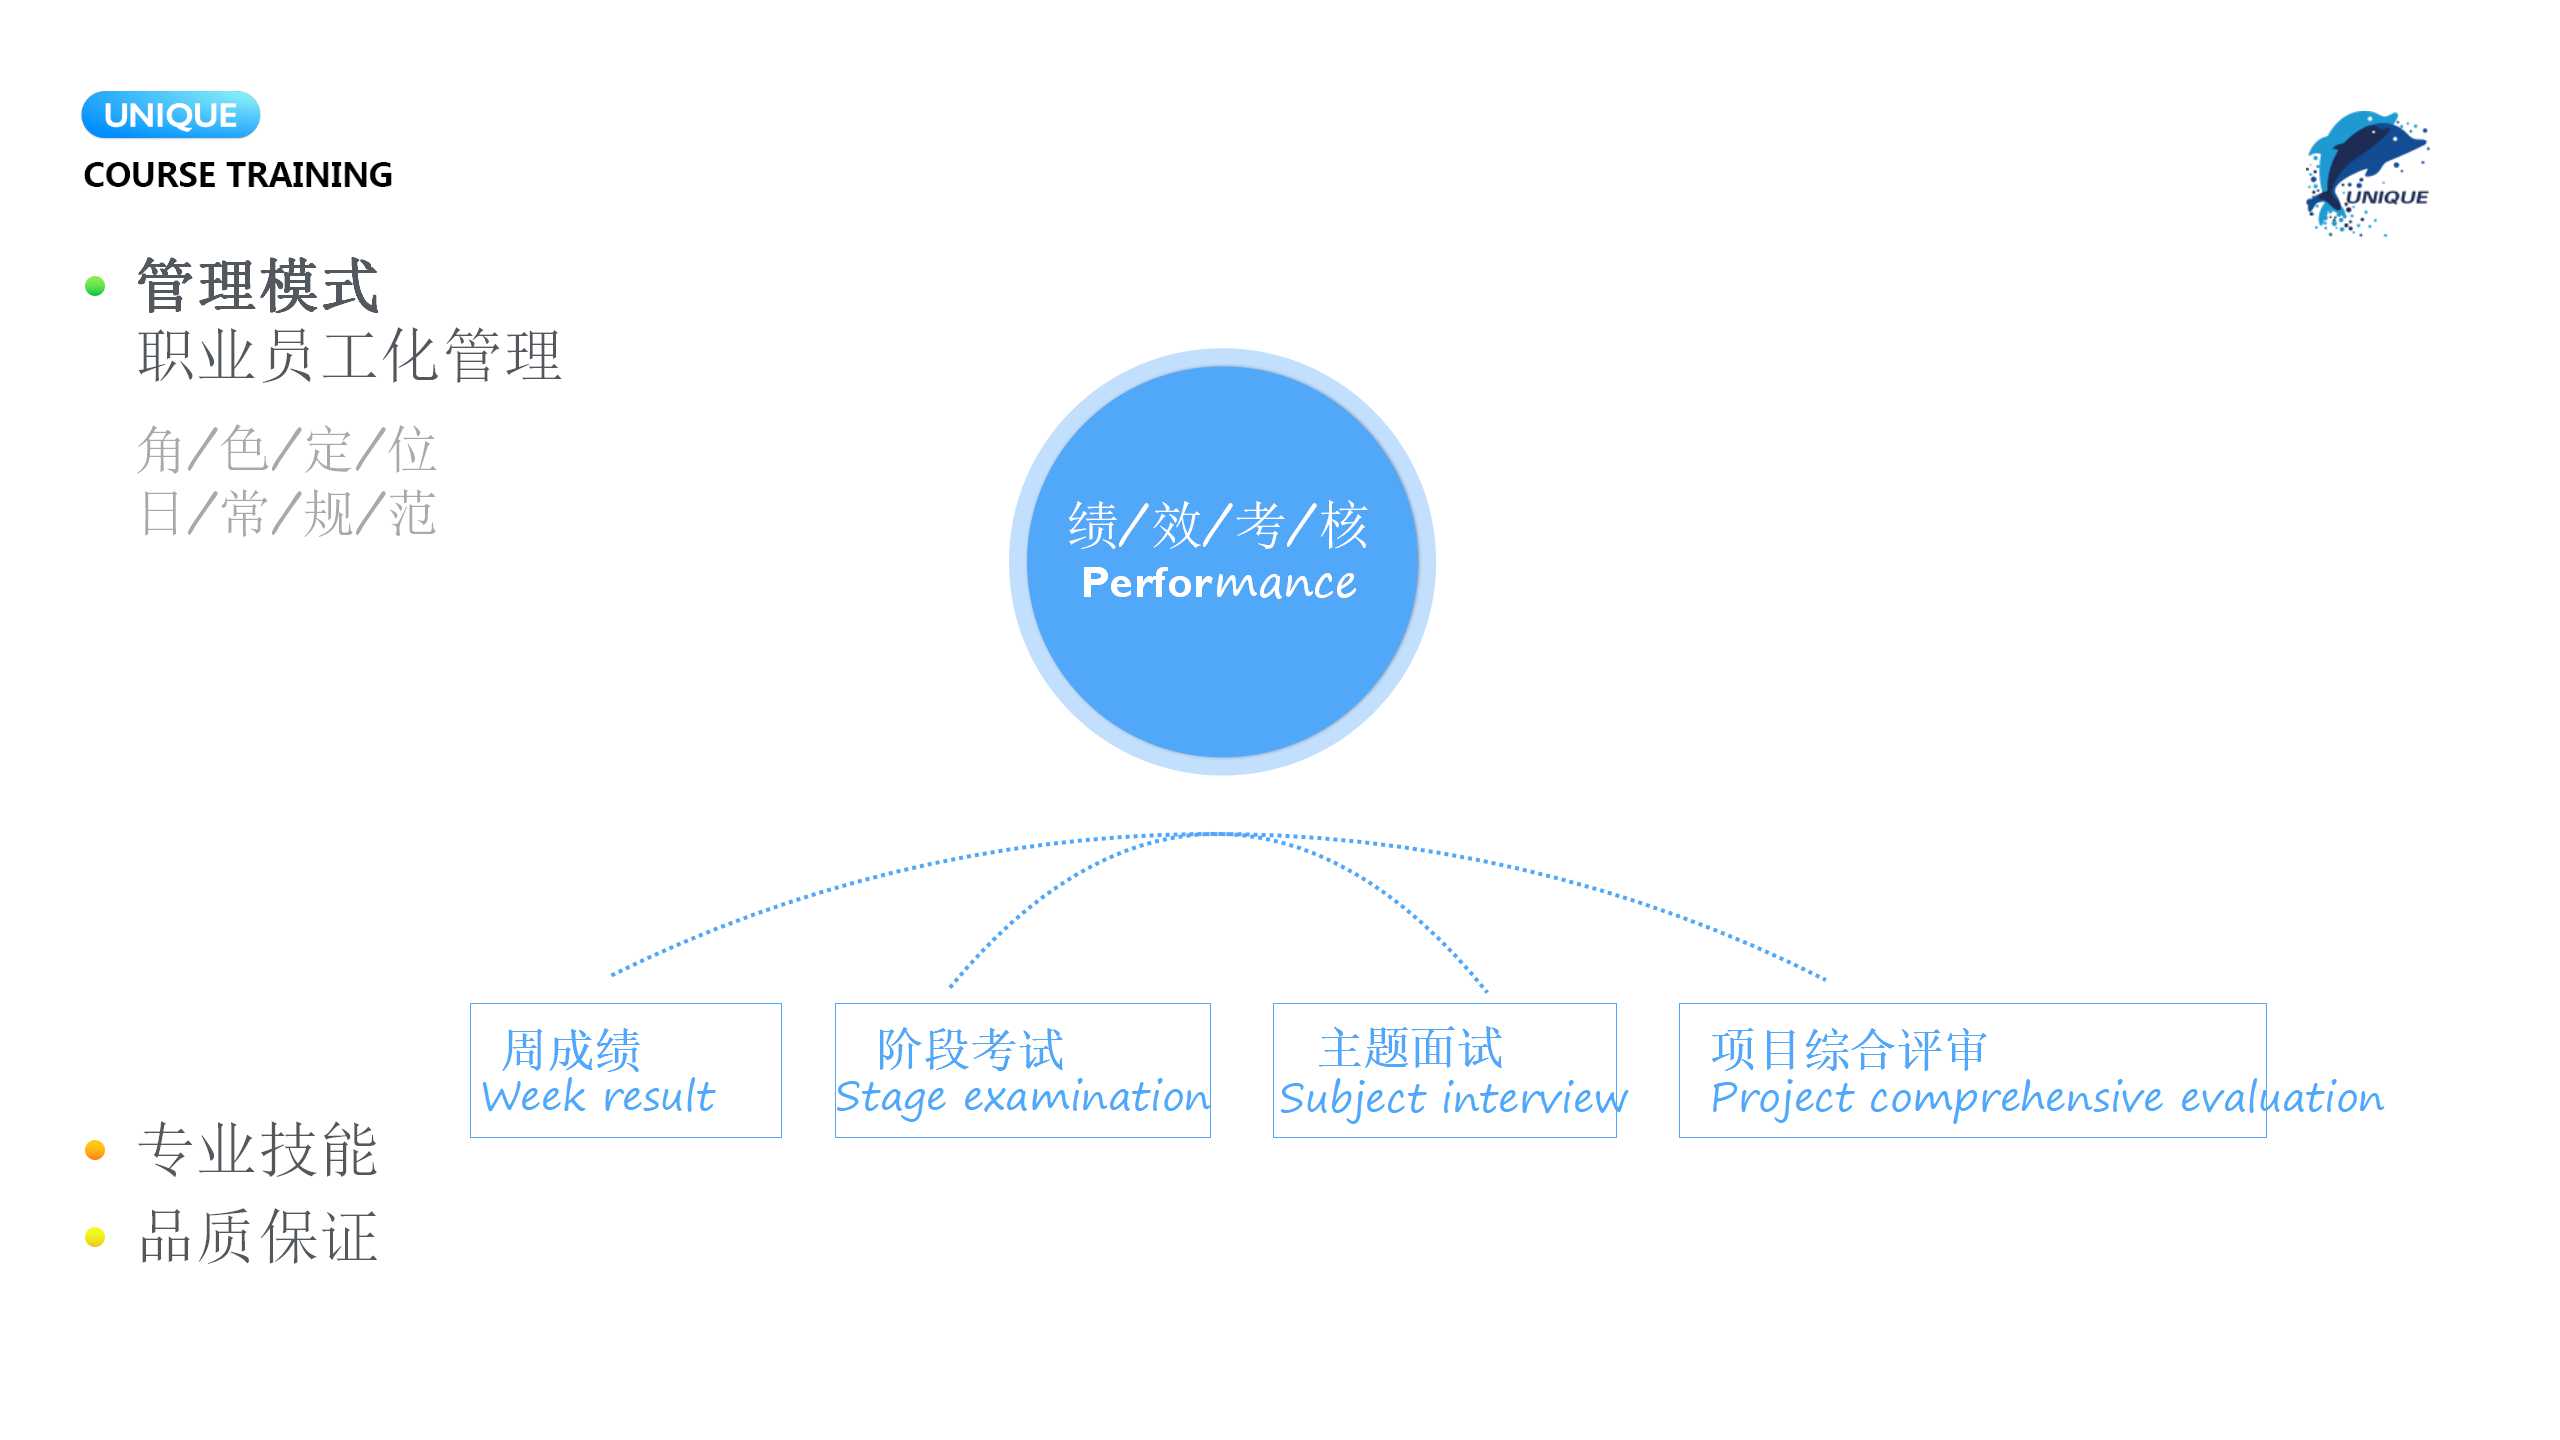 UNIQUE
COURSE TRAINING
UNIQUE
管理模式
职业员工化管理
角/色/定/位
日/常/规/范
绩/效/考/核
Performance
周成绩
Week result
阶段考试
Stage examination
主题面试
Subject interview
项目综合评审
Project comprehensive evaluation
专业技能
品质保证